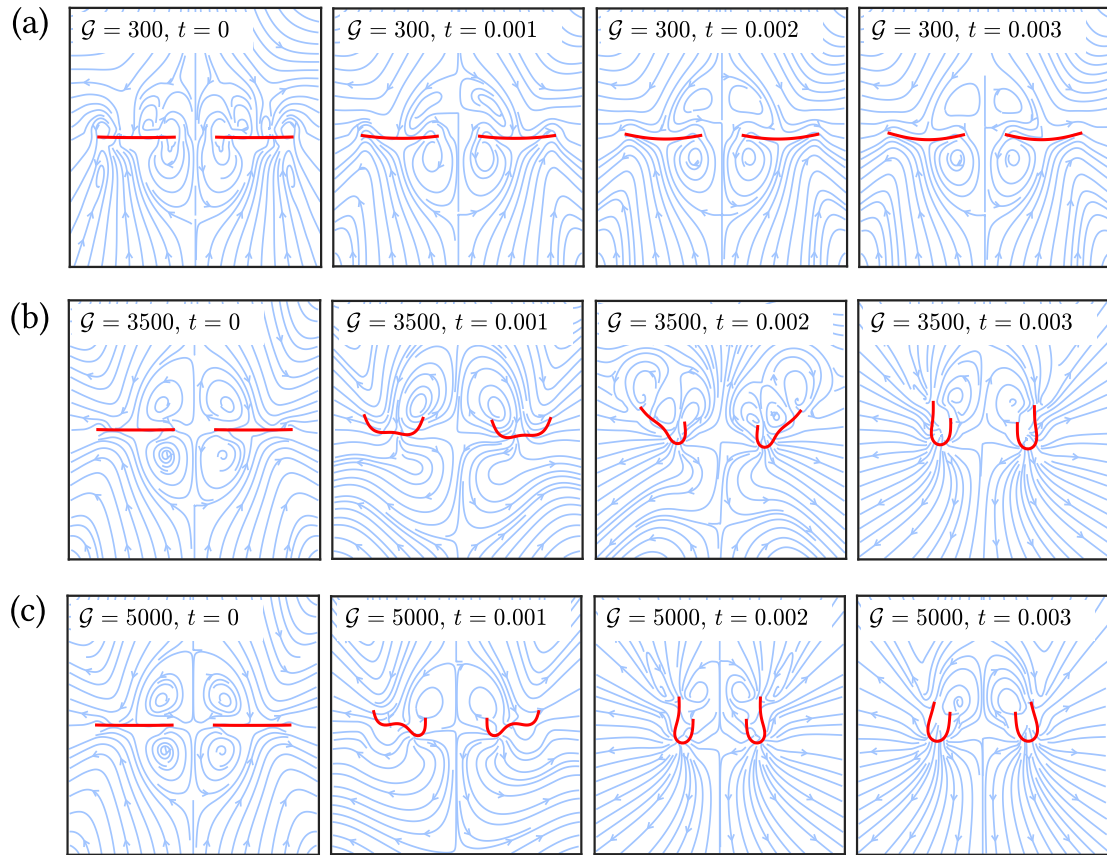 (a)
𝒢 = 300, t = 0
𝒢 = 300, t = 0.001
𝒢 = 300, t = 0.002
𝒢 = 300, t = 0.003
(b)
𝒢 = 3500, t = 0
𝒢 = 3500, t = 0.001
𝒢 = 3500, t = 0.002
𝒢 = 3500, t = 0.003
(c)
𝒢 = 5000, t = 0
𝒢 = 5000, t = 0.001
𝒢 = 5000, t = 0.002
𝒢 = 5000, t = 0.003